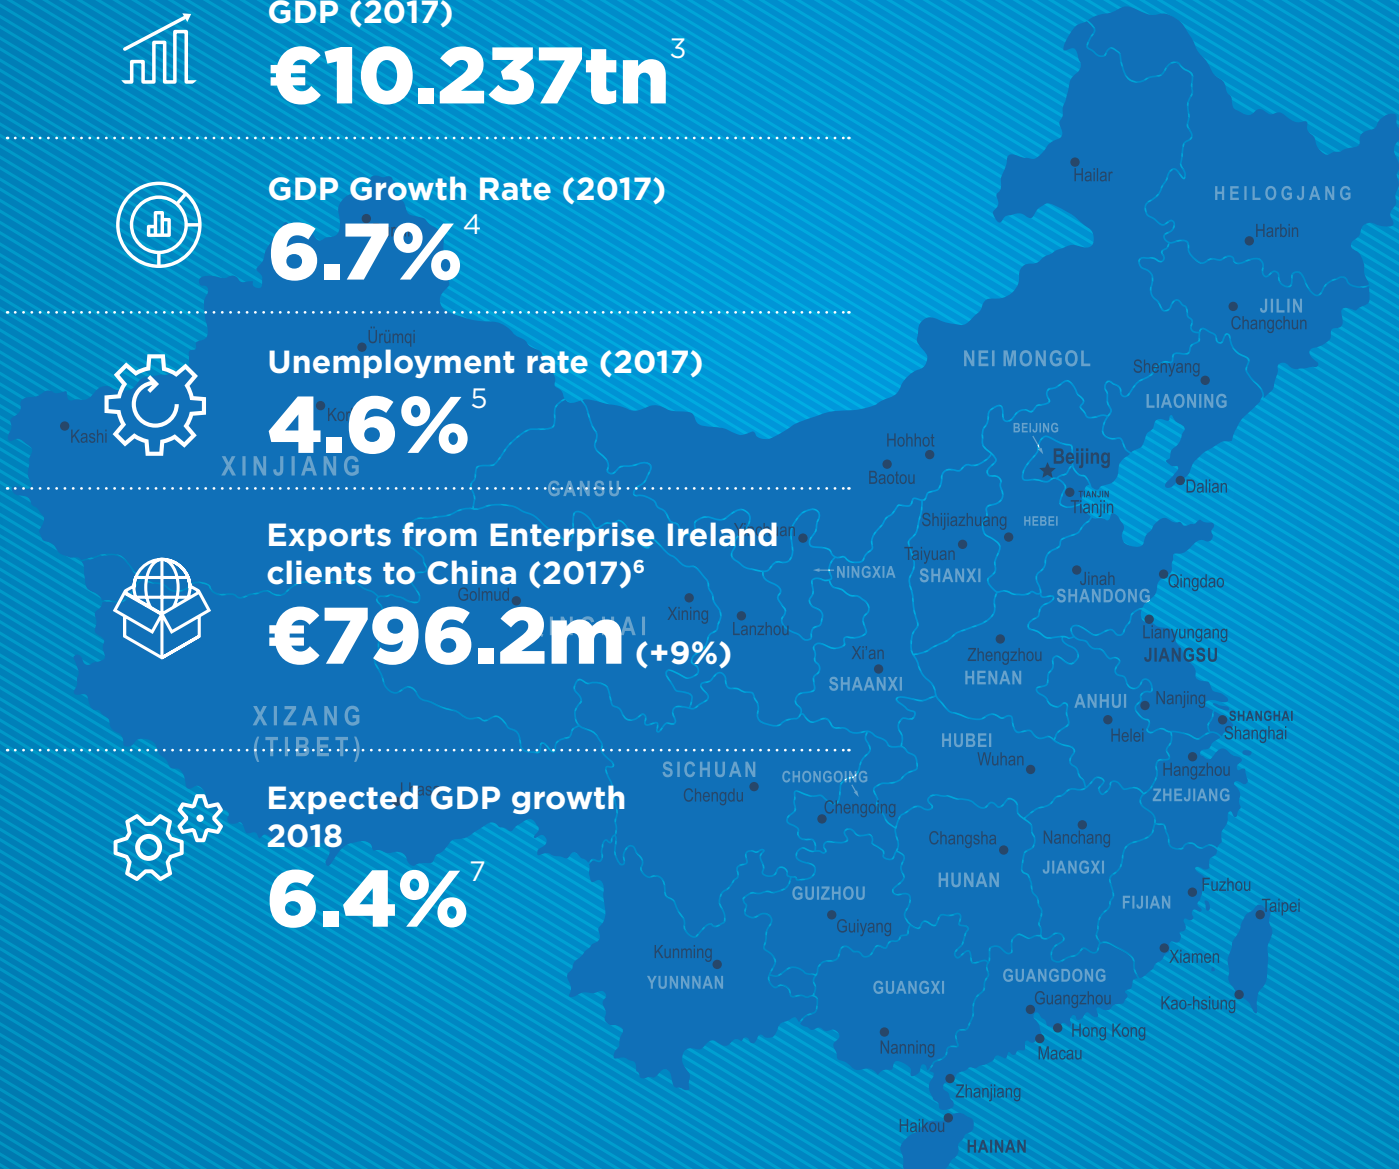 GDP (2017)
€10.237tn3
GDP Growth Rate (2017)
6.7%4
Unemployment rate (2017)
4.6%5
Exports from Enterprise Ireland
clients to China (2017)6
€796.2m (+9%)
Expected GDP growth
2018
6.4%7
Hailar
HEILOGJANG
Harbin
JILIN
Changchun
Ürümqi
NEI MONGOL
Shenyang
LIAONING
Kashi
XINJIANG
BEIJING
Hohhot
Beijing
Baotou
GANSU
Dalian
TIANJIN
Tianjin
Shijiazhuang
HEBEI
Taiyuan
NINGXIA
SHANXI
Jinah
Qingdao
SHANDONG
Golmud
Xining
Lanzhou
Lianyungang
JIANGSU
Xi'an
Zhengzhou
HENAN
SHAANXI
ANHUI
Nanjing
XIZANG
(TIBET)
SHANGHAI
Shanghai
Helei
HUBEI
Wuhan
SICHUAN
CHONGOING
Hangzhou
Chengdu
ZHEJIANG
Chengoing
Changsha
Nanchang
JIANGXI
HUNAN
GUIZHOU
Fuzhou
FIJIAN
Taipei
Guiyang
Kunming
Xiamen
YUNNNAN
GUANGXI
GUANGDONG
Guangzhou
Kao-hsiung
Hong Kong
Nanning
Macau
Zhanjiang
Haikou
HAINAN